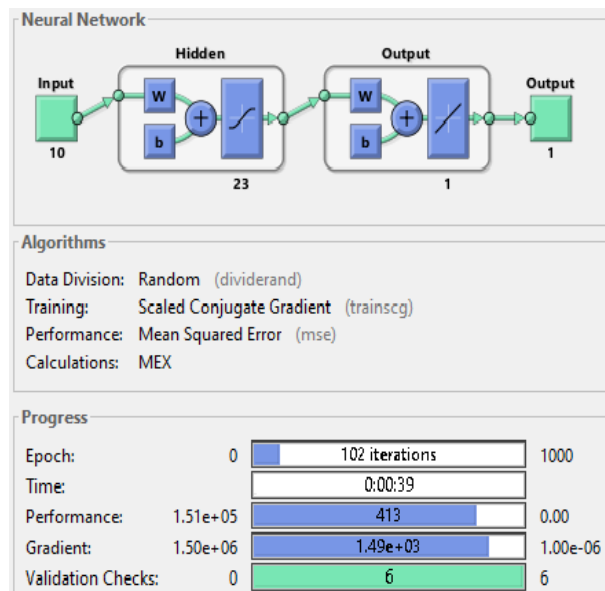 Neural Network
Hidden Output
Input W b + W b + Output
10 23 1 1
Algorithms
Data Division: Random (dividerand)
Training: Scaled Conjugate Gradient (trainscg)
Performance: Mean Squared Error (mse)
Calculations: MEX
Progress
Epoch: 0 102 iterations 1000
Time: 0:00:39
Performance: 1.51e+05 413 0.00
Gradient: 1.50e+06 1.49e+03 1.00e-06
Validation Checks: 0 6 6